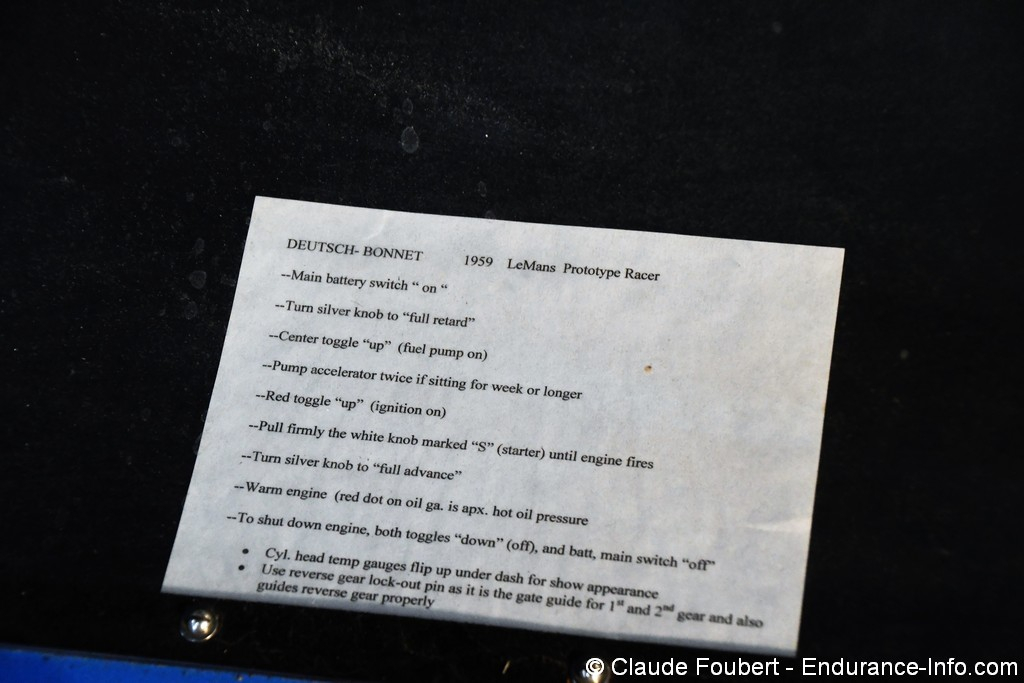 DEUTSCH- BONNET 1959 LeMans Prototype Racer
--Main battery switch “ on “
--Turn silver knob to “full retard”
--Center toggle “up” (fuel pump on)
--Pump accelerator twice if sitting for week or longer
--Red toggle “up” (ignition on)
--Pull firmly the white knob marked “S” (starter) until engine fires
--Turn silver knob to “full advance”
--Warm engine (red dot on oil ga. is apx. hot oil pressure
--To shut down engine, both toggles “down” (off), and batt, main switch “off”
• Cyl. head temp gauges flip up under dash for show appearance
• Use reverse gear lock-out pin as it is the gate guide for 1st and 2nd gear and also
guides reverse gear properly
© Claude Foubert - Endurance-Info.com